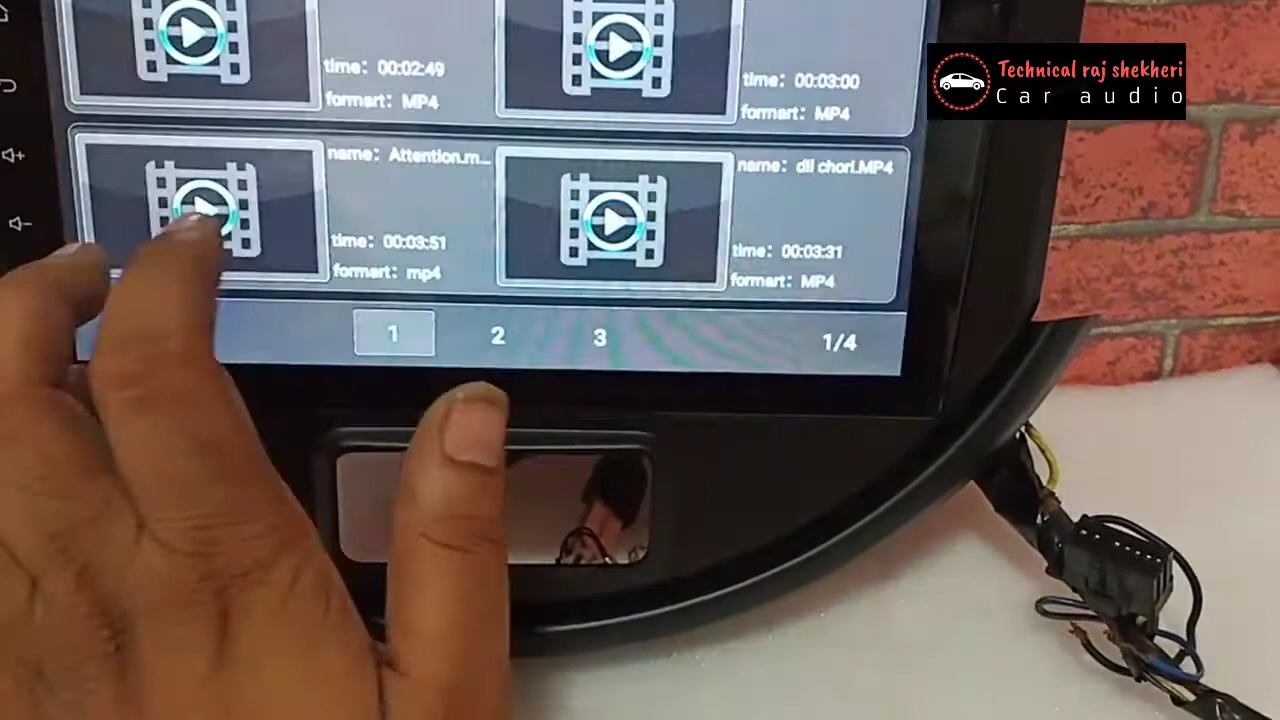 Technical raj shekheri
Car audio
time: 00:02:49
formart: MP4
time: 00:03:00
formart: MP4
name: Attention.m...
time: 00:03:51
formart: mp4
name: dil chori.MP4
time: 00:03:31
formart: MP4
1
2
3
1/4